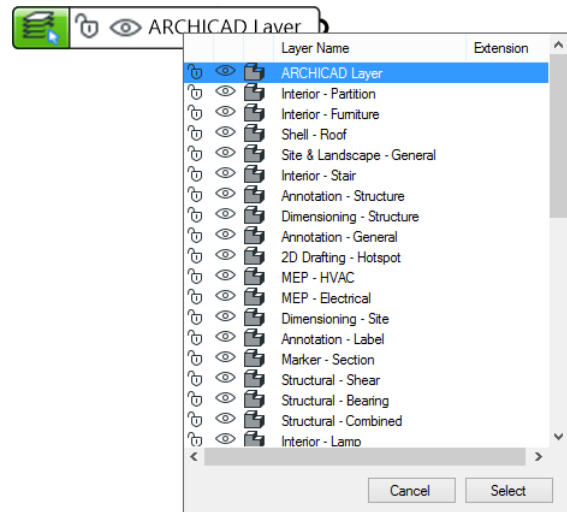 ARCHICAD Layer
Layer Name Extension
ARCHICAD Layer
Interior - Partition
Interior - Furniture
Shell - Roof
Site & Landscape - General
Interior - Stair
Annotation - Structure
Dimensioning - Structure
Annotation - General
2D Drafting - Hotspot
MEP - HVAC
MEP - Electrical
Dimensioning - Site
Annotation - Label
Marker - Section
Structural - Shear
Structural - Bearing
Structural - Combined
Interior - Lamp
Cancel Select